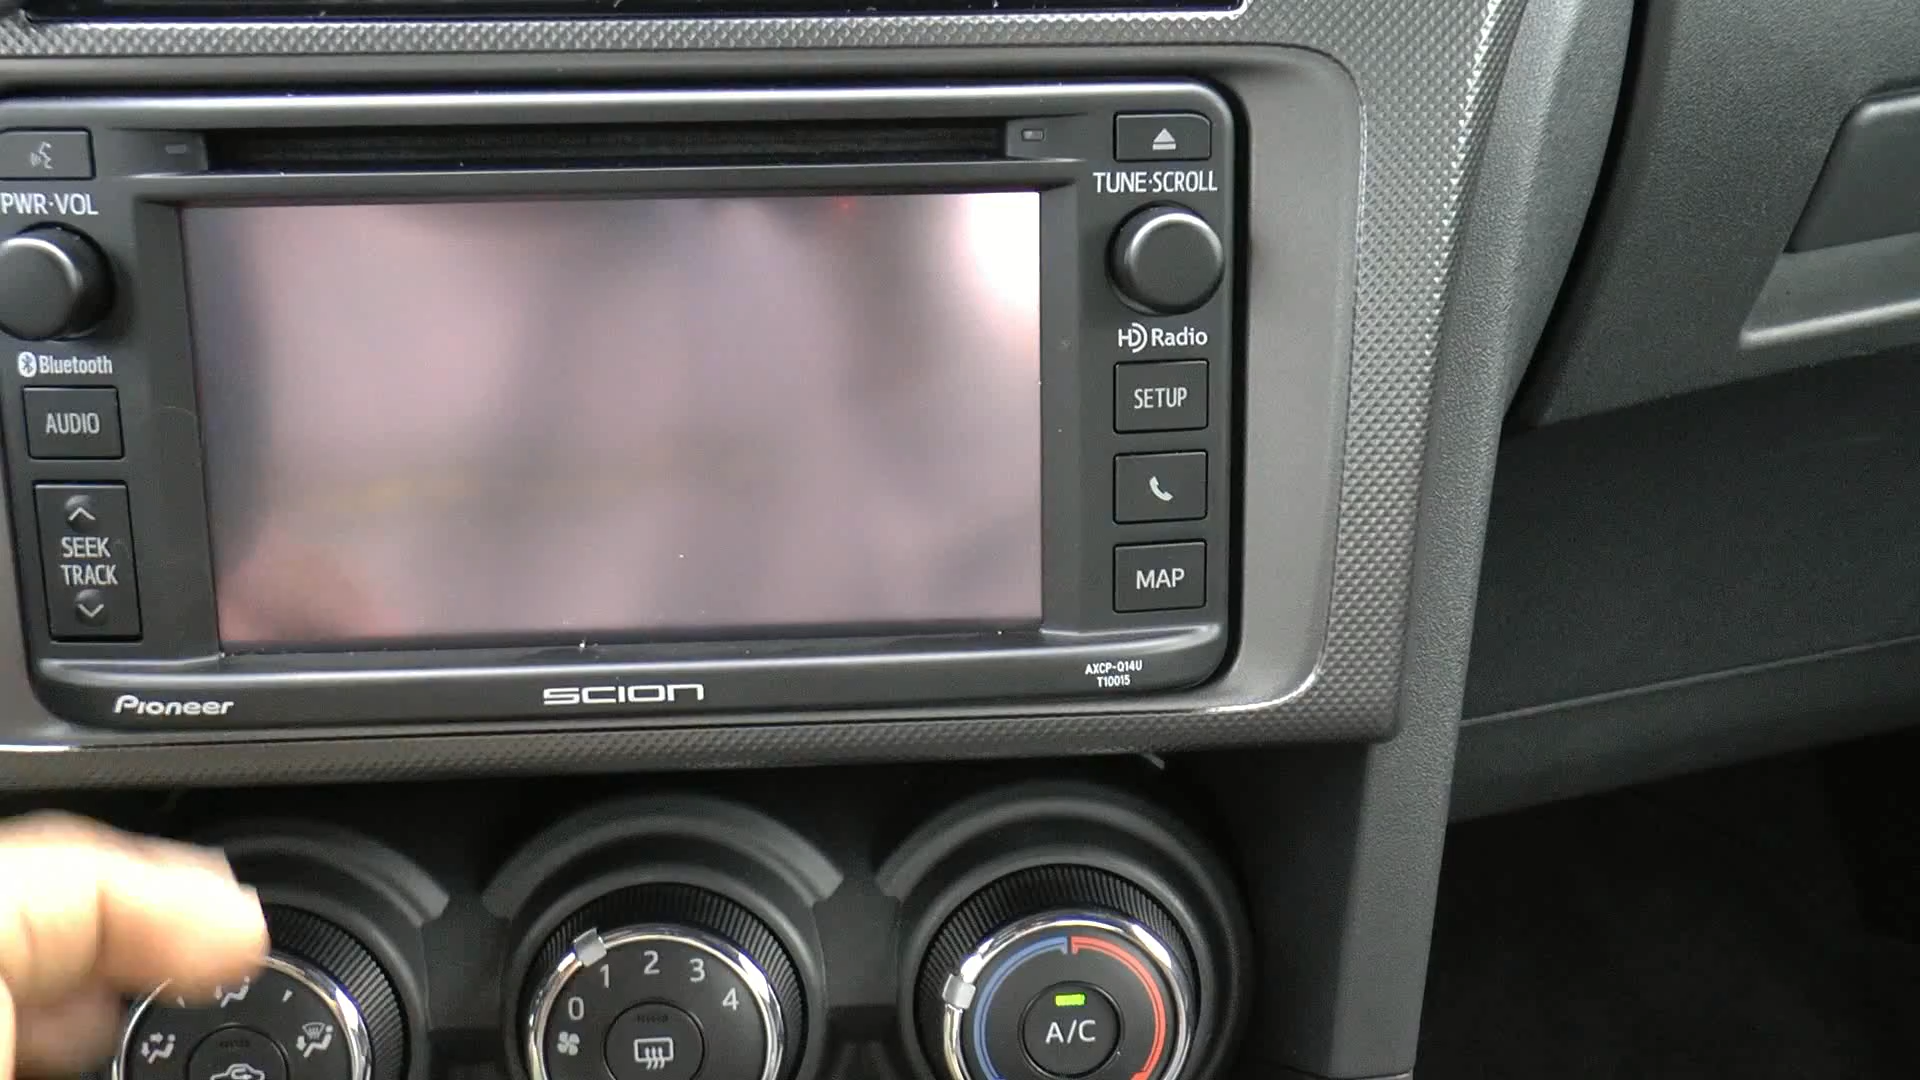 PWR·VOL
TUNE·SCROLL
Bluetooth
HD Radio
AUDIO
SETUP
SEEK
TRACK
MAP
AXCP-Q14U
T10015
Pioneer
SCION
0
1
2
3
4
A/C